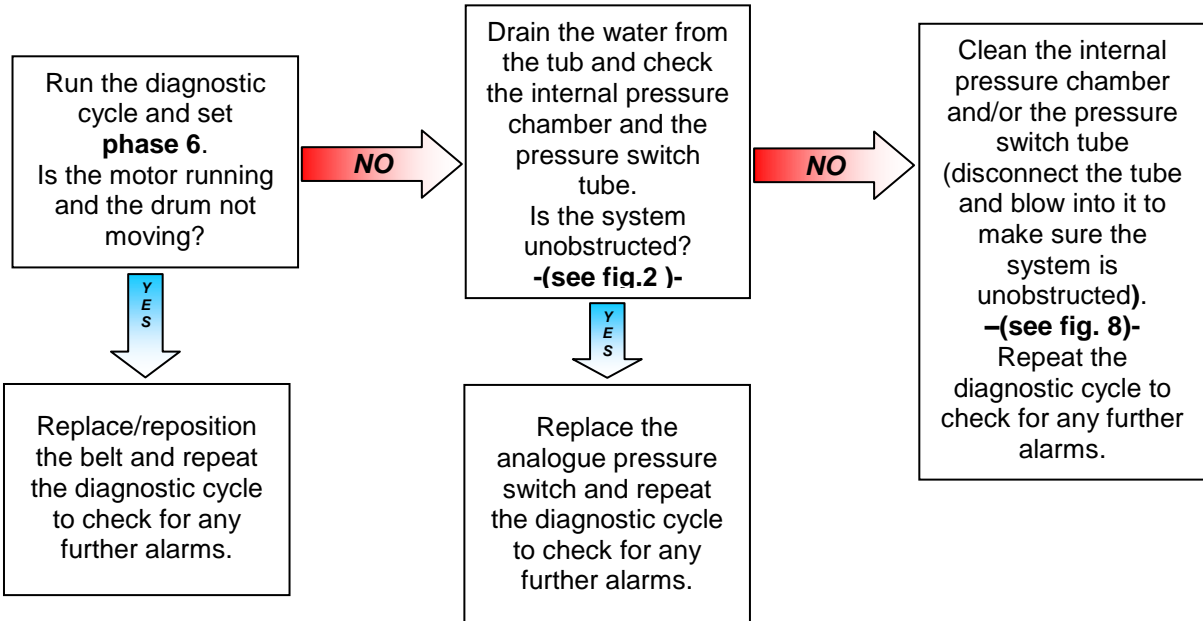 Run the diagnostic
cycle and set
phase 6.
Is the motor running
and the drum not
moving?
NO
Drain the water from
the tub and check
the internal pressure
chamber and the
pressure switch
tube.
Is the system
unobstructed?
-(see fig.2 )-
NO
Clean the internal
pressure chamber
and/or the pressure
switch tube
(disconnect the tube
and blow into it to
make sure the
system is
unobstructed).
–(see fig. 8)-
Repeat the
diagnostic cycle to
check for any further
alarms.
YES
YES
Replace/reposition
the belt and repeat
the diagnostic cycle
to check for any
further alarms.
Replace the
analogue pressure
switch and repeat
the diagnostic cycle
to check for any
further alarms.